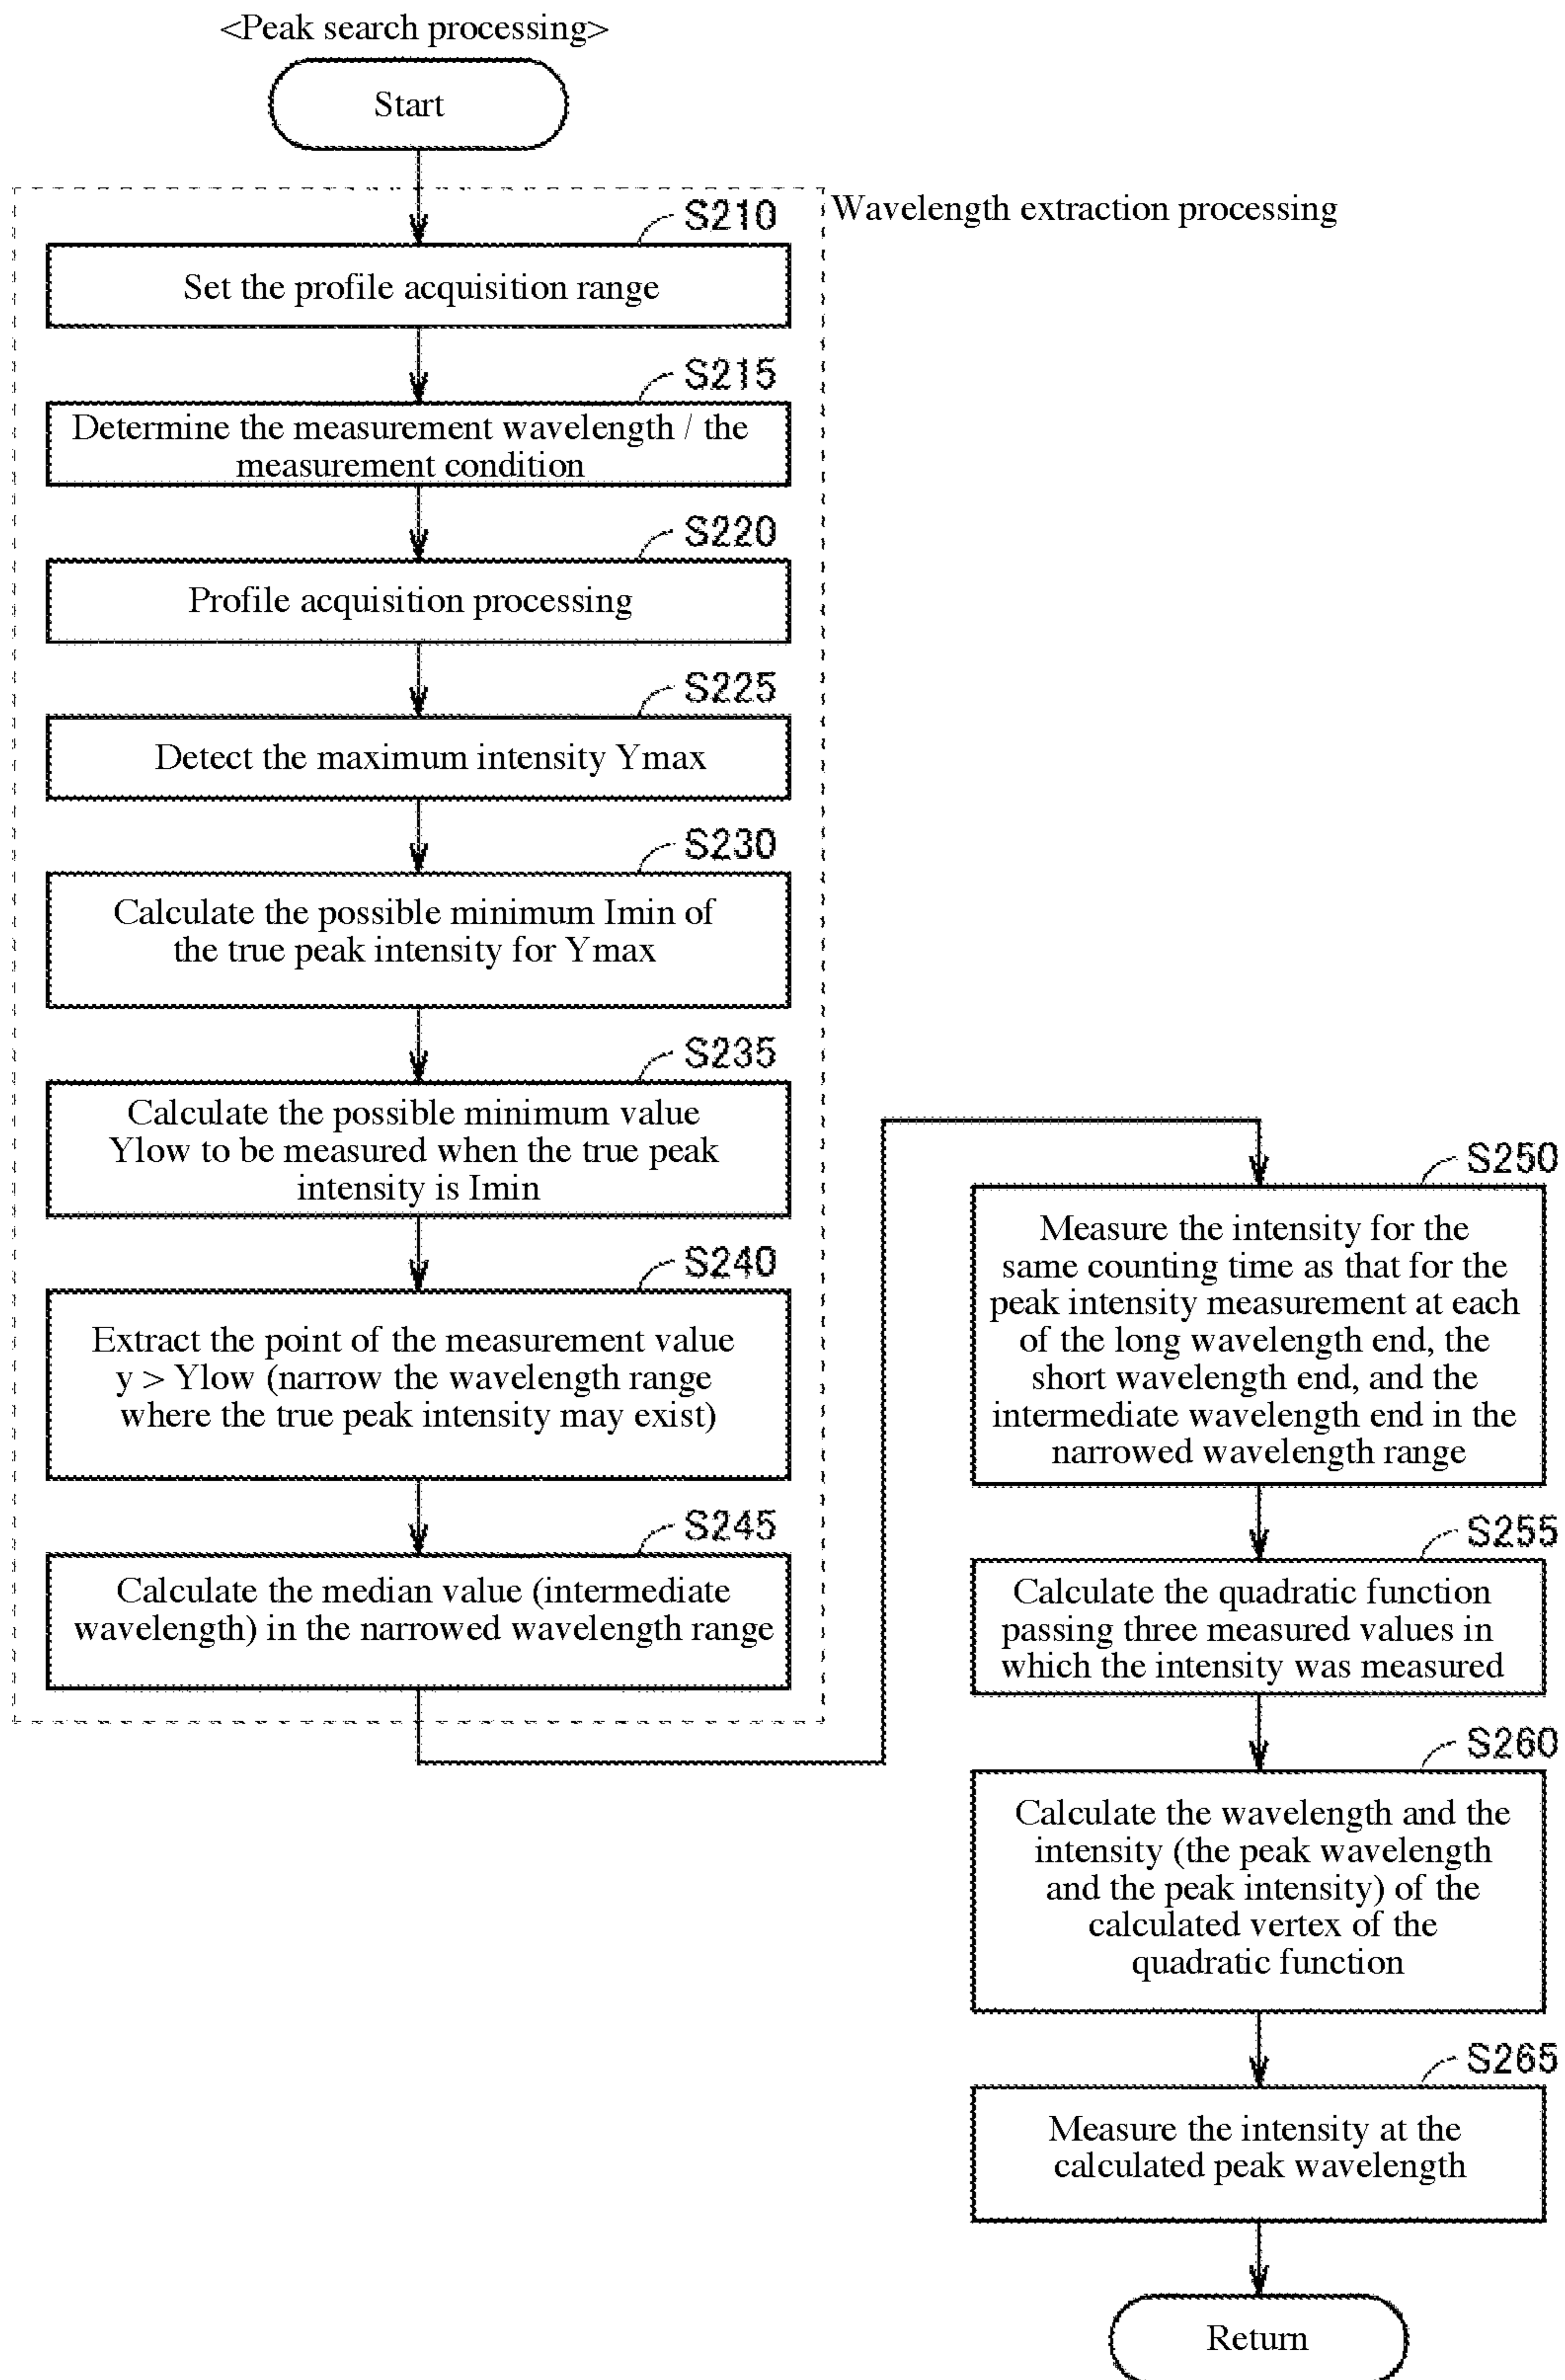 <Peak search processing>
Start
Wavelength extraction processing
S210
Set the profile acquisition range
S215
Determine the measurement wavelength / the
measurement condition
S220
Profile acquisition processing
S225
Detect the maximum intensity Ymax
S230
Calculate the possible minimum Imin of
the true peak intensity for Ymax
S235
Calculate the possible minimum value
Ylow to be measured when the true peak
intensity is Imin
S240
Extract the point of the measurement value
y > Ylow (narrow the wavelength range
where the true peak intensity may exist)
S245
Calculate the median value (intermediate
wavelength) in the narrowed wavelength range
S250
Measure the intensity for the
same counting time as that for the
peak intensity measurement at each
of the long wavelength end, the
short wavelength end, and the
intermediate wavelength end in the
narrowed wavelength range
S255
Calculate the quadratic function
passing three measured values in
which the intensity was measured
S260
Calculate the wavelength and the
intensity (the peak wavelength
and the peak intensity) of the
calculated vertex of the
quadratic function
S265
Measure the intensity at the
calculated peak wavelength
Return